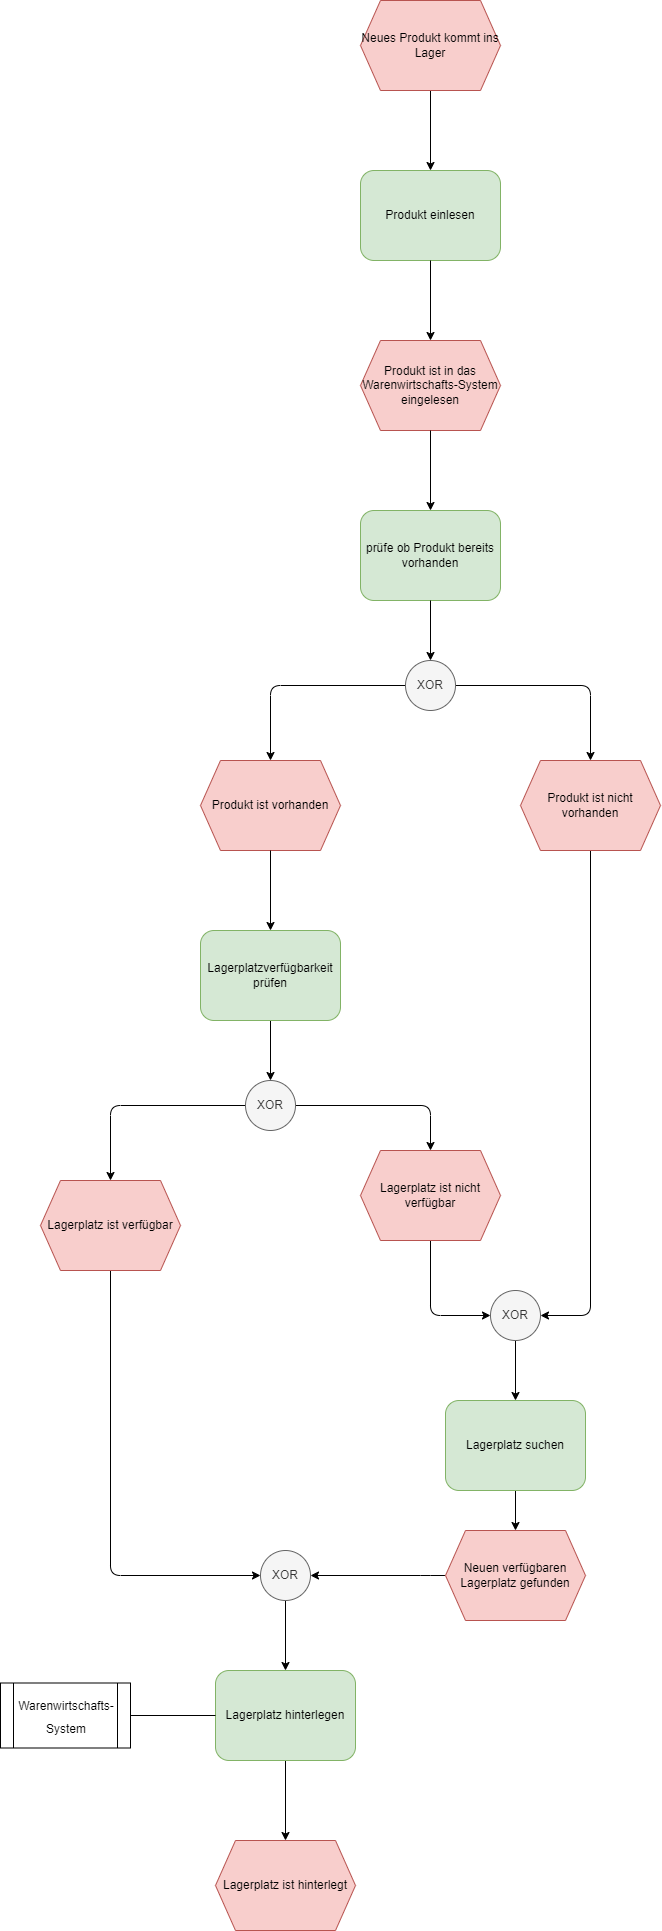 Neues Produkt kommt ins
Lager
Produkt einlesen
Produkt ist in das
Warenwirtschafts-System
eingelesen
prüfe ob Produkt bereits
vorhanden
XOR
Produkt ist vorhanden
Produkt ist nicht
vorhanden
Lagerplatzverfügbarkeit
prüfen
XOR
Lagerplatz ist verfügbar
Lagerplatz ist nicht
verfügbar
XOR
Lagerplatz suchen
Neuen verfügbaren
Lagerplatz gefunden
XOR
Warenwirtschafts-
System
Lagerplatz hinterlegen
Lagerplatz ist hinterlegt